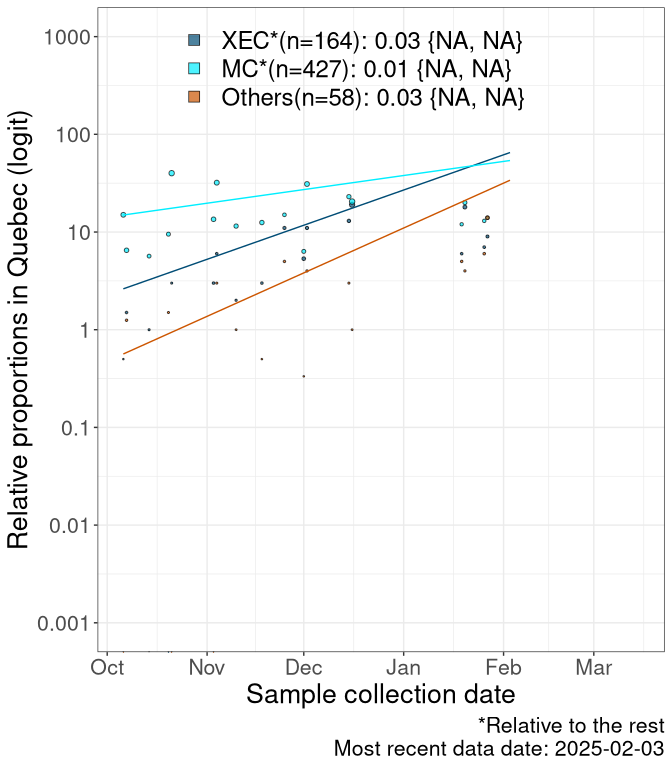 XEC*(n=164): 0.03 {NA, NA}
MC*(n=427): 0.01 {NA, NA}
Others(n=58): 0.03 {NA, NA}
Relative proportions in Quebec (logit)
1000
100
10
1
0.1
0.01
0.001
Oct Nov Dec Jan Feb Mar
Sample collection date
*Relative to the rest
Most recent data date: 2025-02-03